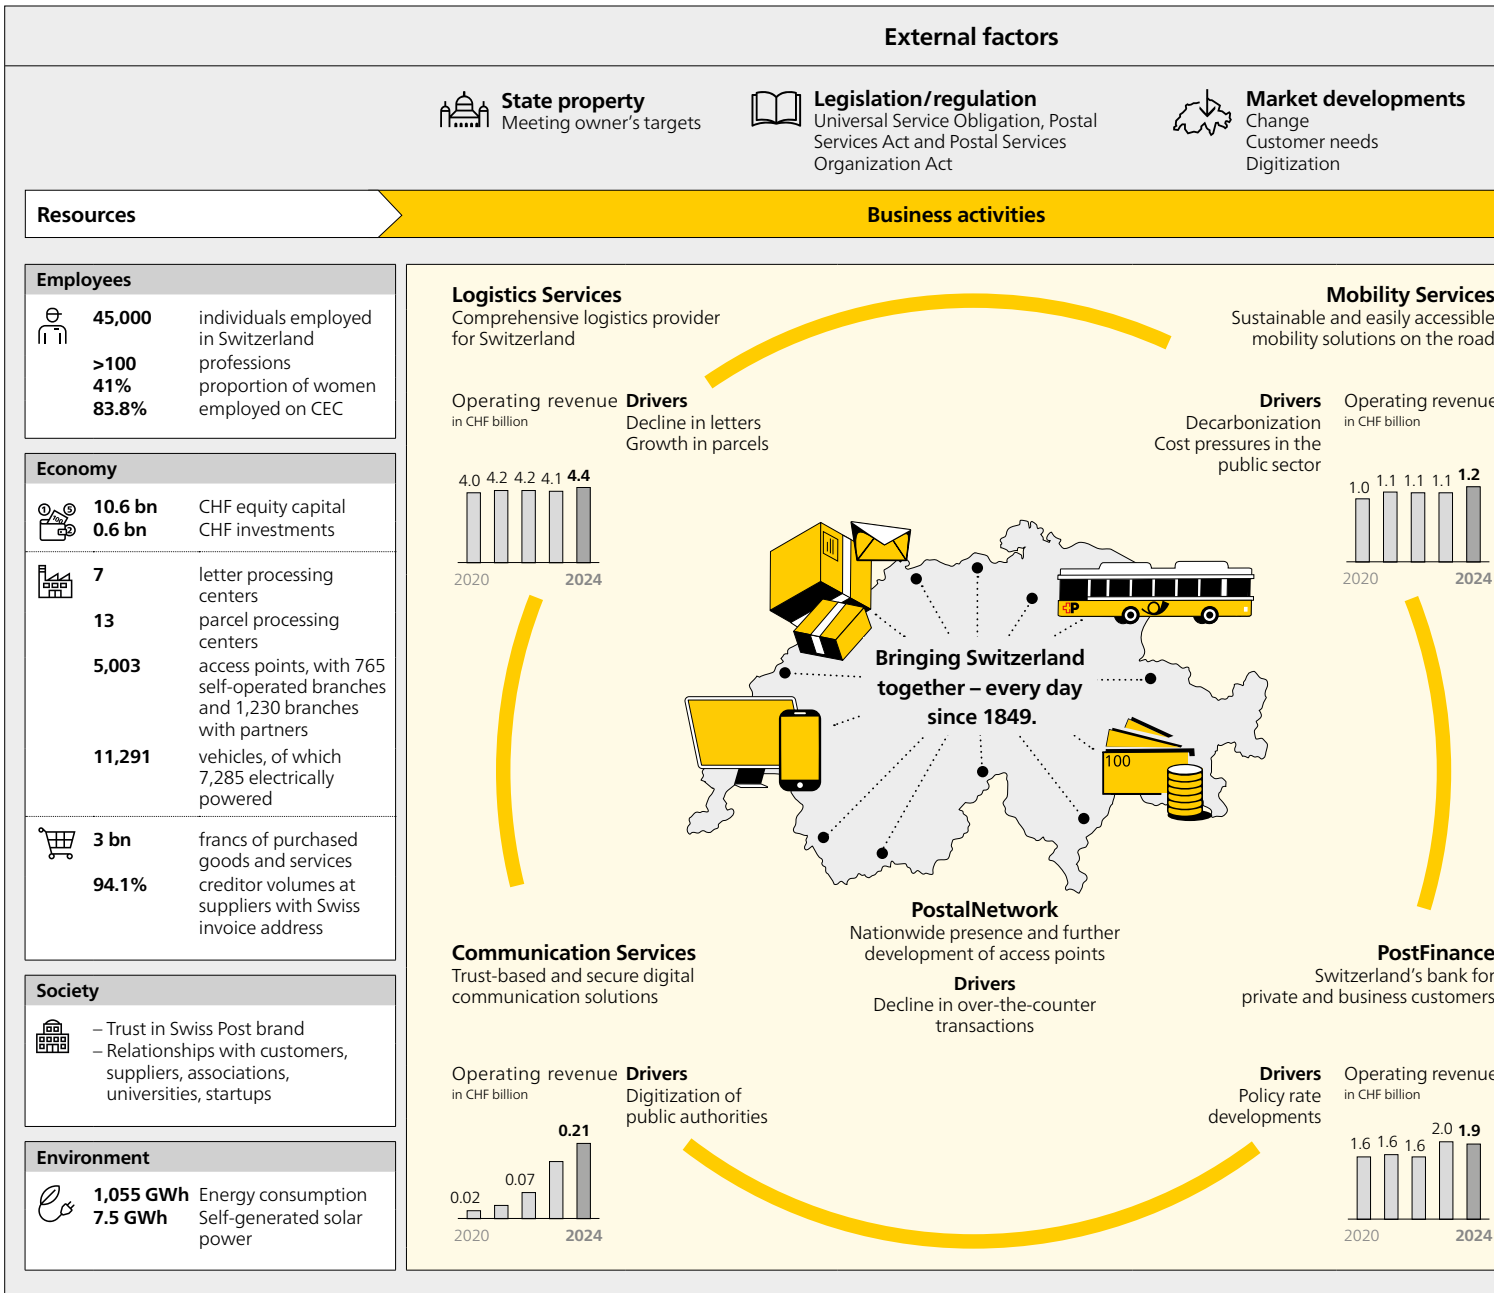 External factors
State property
Meeting owner's targets
Legislation/regulation
Universal Service Obligation, Postal
Services Act and Postal Services
Organization Act
Market developments
Change
Customer needs
Digitization
Resources
Business activities
Employees
45,000 individuals employed
in Switzerland
>100 professions
41% proportion of women
83.8% employed on CEC
Economy
10.6 bn CHF equity capital
0.6 bn CHF investments
7 letter processing
centers
13 parcel processing
centers
5,003 access points, with 765
self-operated branches
and 1,230 branches
with partners
11,291 vehicles, of which
7,285 electrically
powered
3 bn francs of purchased
goods and services
94.1% creditor volumes at
suppliers with Swiss
invoice address
Society
– Trust in Swiss Post brand
– Relationships with customers,
suppliers, associations,
universities, startups
Environment
1,055 GWh Energy consumption
7.5 GWh Self-generated solar
power
Logistics Services
Comprehensive logistics provider
for Switzerland
Operating revenue
in CHF billion
Drivers
Decline in letters
Growth in parcels
4.0 4.2 4.2 4.1 4.4
2020 2024
Mobility Services
Sustainable and easily accessible
mobility solutions on the road
Drivers
Decarbonization
Cost pressures in the
public sector
Operating revenue
in CHF billion
1.0 1.1 1.1 1.1 1.2
2020 2024
P
Bringing Switzerland
together – every day
since 1849.
100
PostalNetwork
Nationwide presence and further
development of access points
Drivers
Decline in over-the-counter
transactions
Communication Services
Trust-based and secure digital
communication solutions
Operating revenue
in CHF billion
Drivers
Digitization of
public authorities
0.02 0.07 0.21
2020 2024
PostFinance
Switzerland's bank for
private and business customers
Drivers
Policy rate
developments
Operating revenue
in CHF billion
1.6 1.6 1.6 2.0 1.9
2020 2024